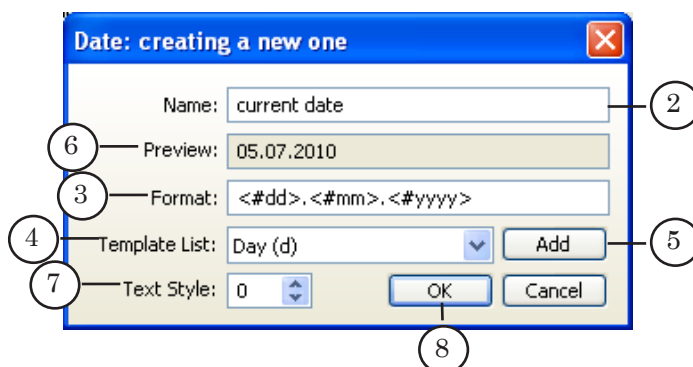 Date: creating a new one
Name: current date 2
6 Preview: 05.07.2010
3 Format: <#dd>.<#mm>.<#yyyy>
4 Template List: Day (d) Add 5
7 Text Style: 0 OK Cancel
8